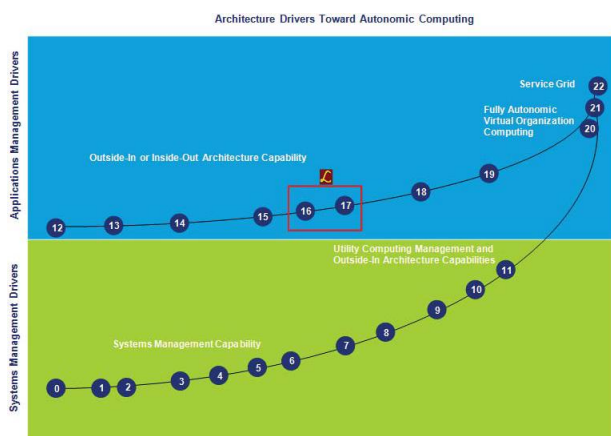 Architecture Drivers Toward Autonomic Computing
Applications Management Drivers
Systems Management Drivers
Service Grid
22
21
Fully Autonomic
Virtual Organization
Computing
20
Outside-In or Inside-Out Architecture Capability
L
12
13
14
15
16
17
18
19
Utility Computing Management and
Outside-In Architecture Capabilities
11
10
9
8
Systems Management Capability
7
6
5
4
3
2
1
0